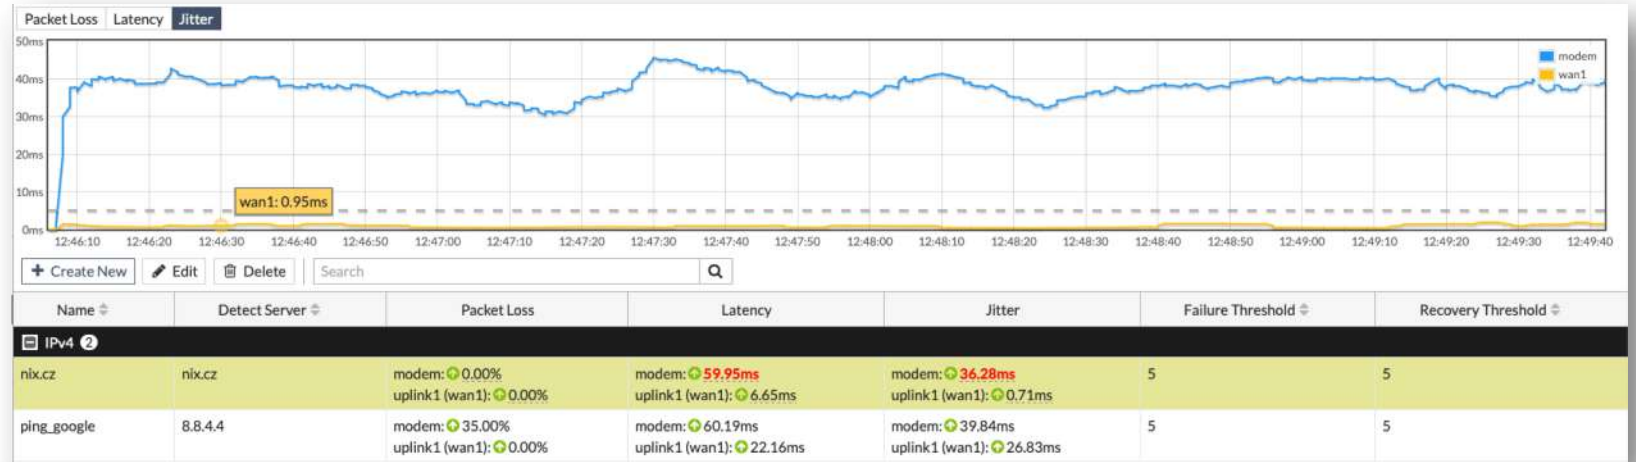 Packet Loss Latency Jitter
50ms
40ms
30ms
20ms
10ms
0ms
modem
wan1
wan1: 0.95ms
12:46:10 12:46:20 12:46:30 12:46:40 12:46:50 12:47:00 12:47:10 12:47:20 12:47:30 12:47:40 12:47:50 12:48:00 12:48:10 12:48:20 12:48:30 12:48:40 12:48:50 12:49:00 12:49:10 12:49:20 12:49:30 12:49:40
+ Create New Edit Delete Search
Name Detect Server Packet Loss Latency Jitter Failure Threshold Recovery Threshold
IPv4 2
nix.cz nix.cz modem: 0.00% modem: 59.95ms modem: 36.28ms 5 5
uplink1 (wan1): 0.00% uplink1 (wan1): 6.65ms uplink1 (wan1): 0.71ms
ping_google 8.8.4.4 modem: 35.00% modem: 60.19ms modem: 39.84ms 5 5
uplink1 (wan1): 0.00% uplink1 (wan1): 22.16ms uplink1 (wan1): 26.83ms